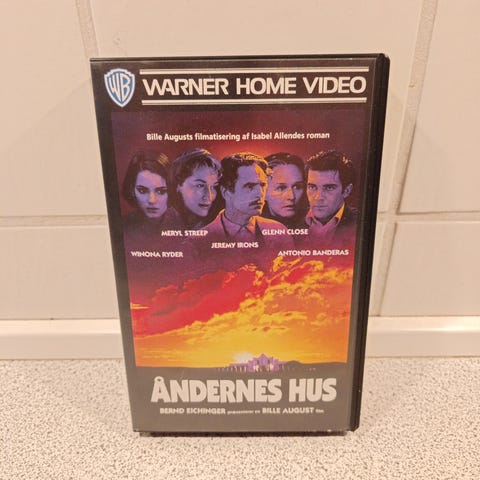 WB WARNER HOME VIDEO
Bille Augusts filmatisering af Isabel Allendes roman
MERYL STREEP GLENN CLOSE
JEREMY IRONS
WINONA RYDER ANTONIO BANDERAS
ÅNDERNES HUS
BERND EICHINGER præsenterer en BILLE AUGUST film